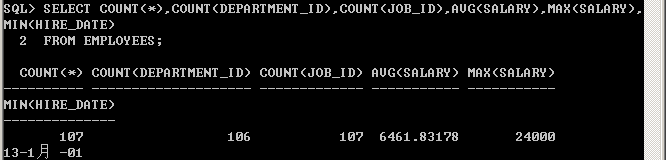 SQL> SELECT COUNT(*),COUNT(DEPARTMENT_ID),COUNT(JOB_ID),AVG(SALARY),MAX(SALARY),
MIN(HIRE_DATE)
  2  FROM EMPLOYEES;
  COUNT(*) COUNT(DEPARTMENT_ID) COUNT(JOB_ID) AVG(SALARY) MAX(SALARY)
---------- -------------------- ------------- ----------- -----------
MIN(HIRE_DATE)
--------------
       107                  106           107  6461.83178       24000
13-1月 -01